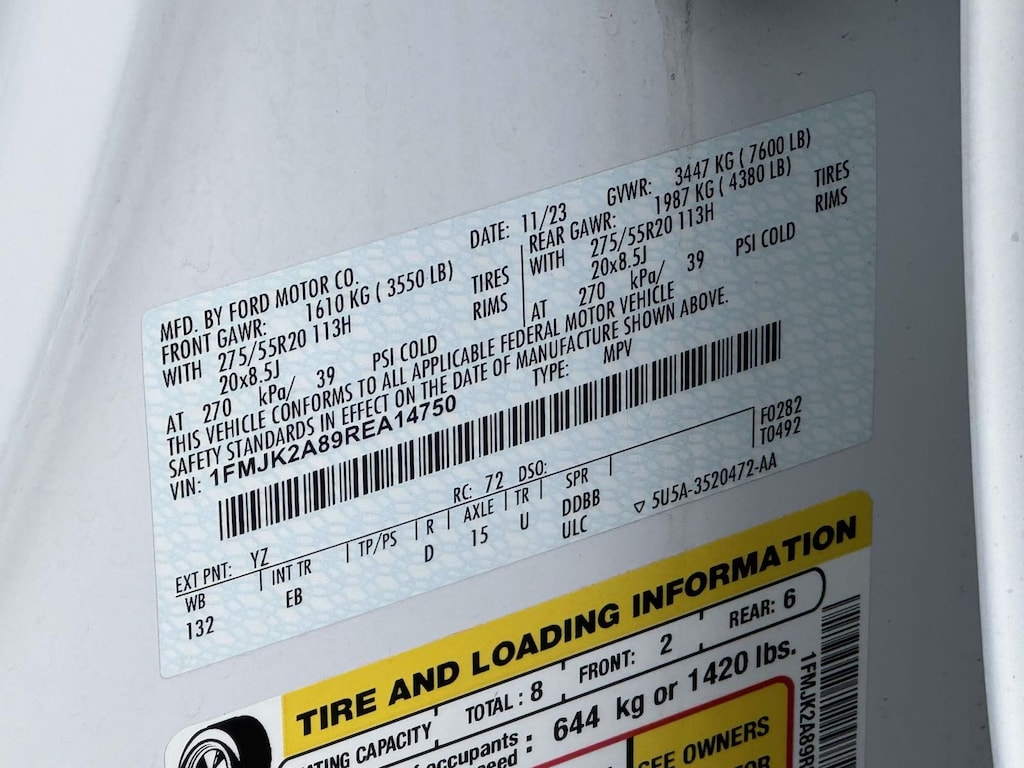 MFD. BY FORD MOTOR CO.
DATE: 11/23 GVWR: 3447 KG ( 7600 LB)
FRONT GAWR: 1610 KG ( 3550 LB)
WITH 275/55R20 113H TIRES
20x8.5J RIMS
AT 270 kPa/ 39 PSI COLD
REAR GAWR: 1987 KG ( 4380 LB)
WITH 275/55R20 113H TIRES
20x8.5J RIMS
AT 270 kPa/ 39 PSI COLD
THIS VEHICLE CONFORMS TO ALL APPLICABLE FEDERAL MOTOR VEHICLE
SAFETY STANDARDS IN EFFECT ON THE DATE OF MANUFACTURE SHOWN ABOVE.
VIN: 1FMJK2A89REA14750 TYPE: MPV
F0282
T0492
EXT PNT: YZ RC: 72 DSO:
WB INT TR TP/PS R AXLE TR SPR
132 EB D 15 U DDBB
ULC
5U5A-3520472-AA
TIRE AND LOADING INFORMATION
CAPACITY TOTAL : 8 FRONT: 2 REAR: 6
occupants : 644 kg or 1420 lbs.
OWNERS
1FMJK2A89R